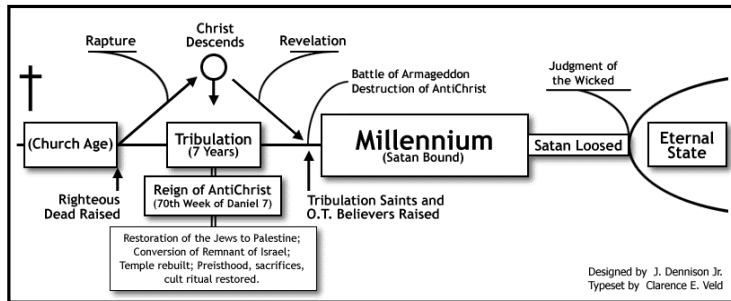 Rapture
Christ
Descends
Revelation
Battle of Armageddon
Destruction of AntiChrist
Judgment of
the Wicked
(Church Age)
Tribulation
(7 Years)
Millennium
(Satan Bound)
Satan Loosed
Eternal
State
Righteous
Dead Raised
Reign of AntiChrist
(70th Week of Daniel 7)
Tribulation Saints and
O.T. Believers Raised
Restoration of the Jews to Palestine;
Conversion of Remnant of Israel;
Temple rebuilt; Preisthood, sacrifices,
cult ritual restored.
Designed by J. Dennison Jr.
Typeset by Clarence E. Veld